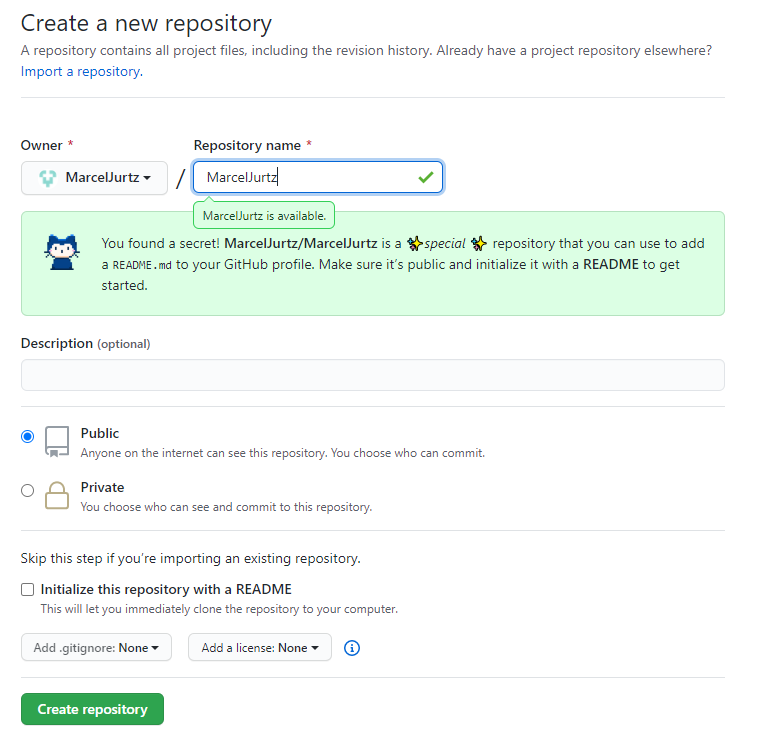 Create a new repository
A repository contains all project files, including the revision history. Already have a project repository elsewhere?
Import a repository.
Owner * Repository name *
MarcelJurtz / MarcelJurtz
MarcelJurtz is available.
You found a secret! MarcelJurtz/MarcelJurtz is a ✨special ✨ repository that you can use to add
a README.md to your GitHub profile. Make sure it's public and initialize it with a README to get
started.
Description (optional)
Public
Anyone on the internet can see this repository. You choose who can commit.
Private
You choose who can see and commit to this repository.
Skip this step if you're importing an existing repository.
Initialize this repository with a README
This will let you immediately clone the repository to your computer.
Add .gitignore: None Add a license: None
Create repository